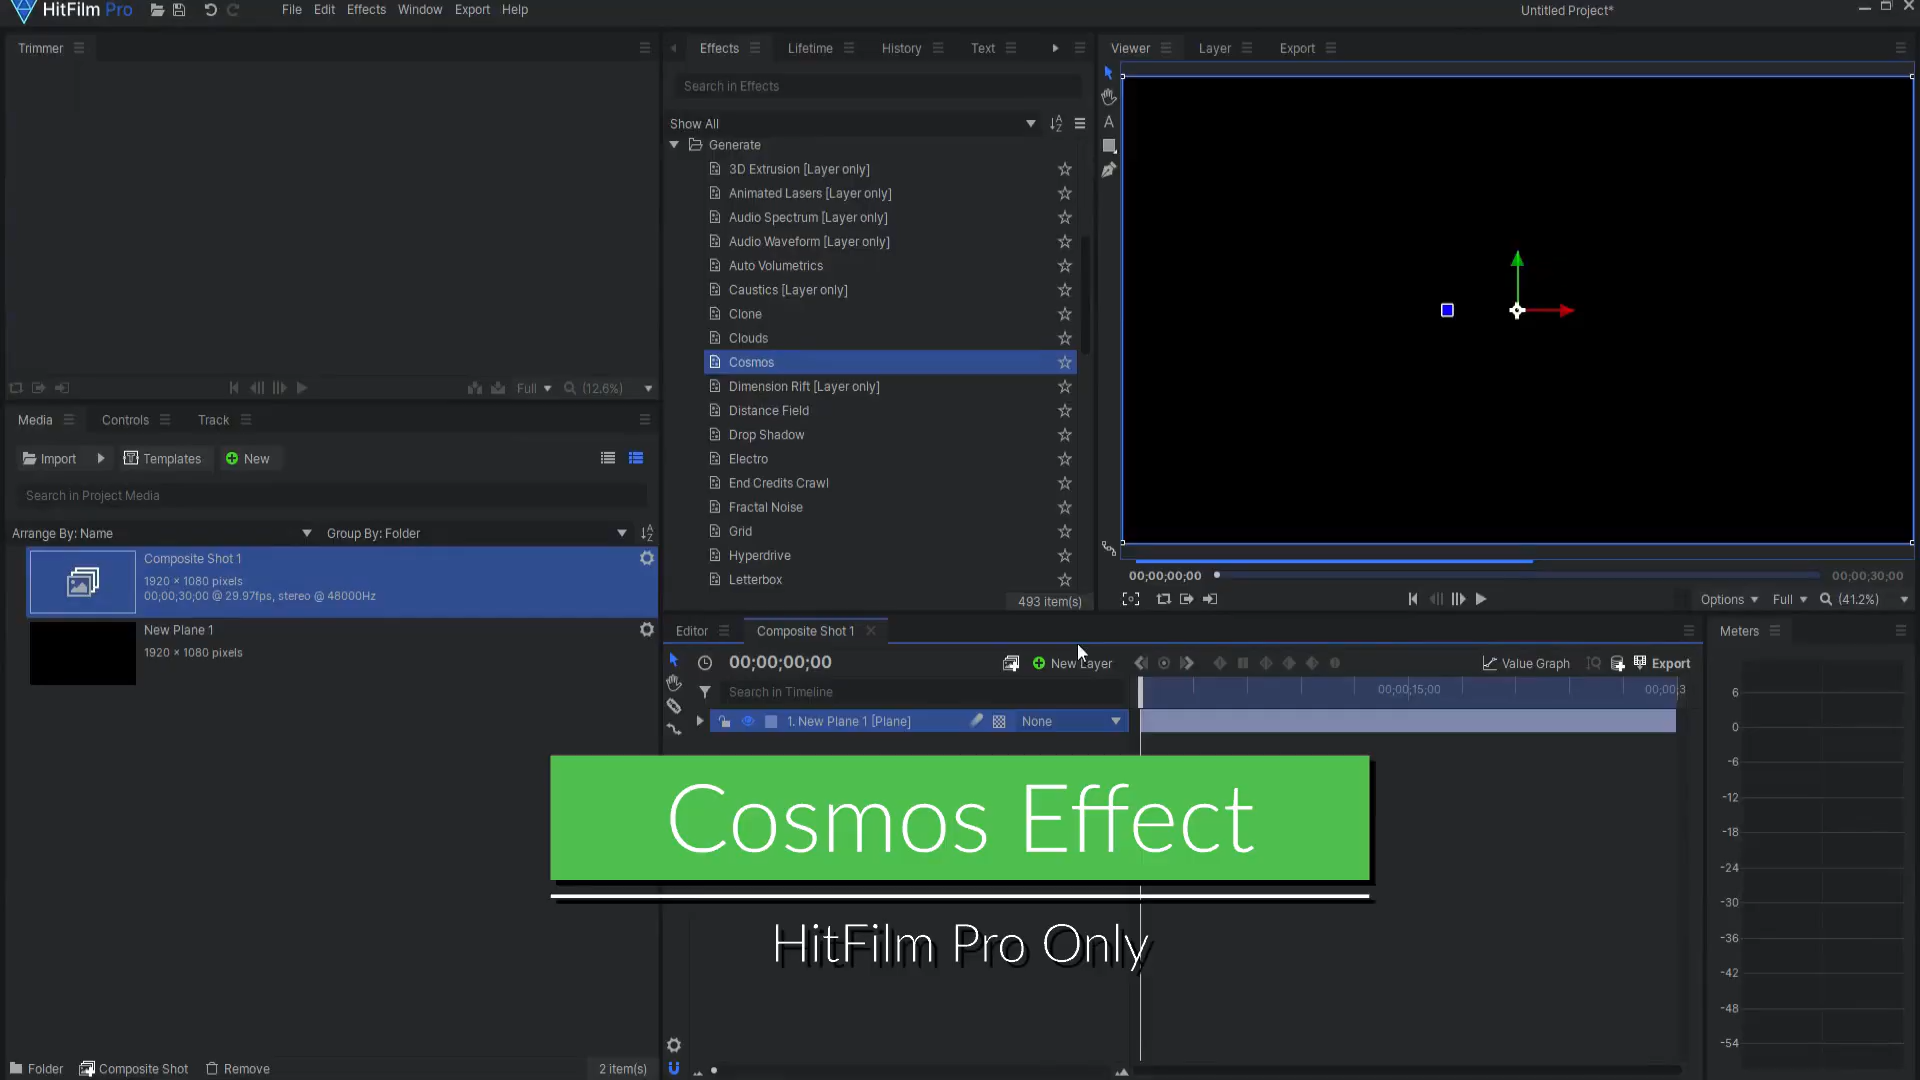 HitFilm Pro
File Edit Effects Window Export Help
Untitled Project*
Trimmer
Full (12.6%)
Media Controls Track
Import Templates New
Search in Project Media
Arrange By: Name Group By: Folder
Composite Shot 1
1920 × 1080 pixels
00;00;30;00 @ 29.97fps, stereo @ 48000Hz
New Plane 1
1920 × 1080 pixels
Folder Composite Shot Remove 2 item(s)
Effects Lifetime History Text
Search in Effects
Show All
Generate
3D Extrusion [Layer only]
Animated Lasers [Layer only]
Audio Spectrum [Layer only]
Audio Waveform [Layer only]
Auto Volumetrics
Caustics [Layer only]
Clone
Clouds
Cosmos
Dimension Rift [Layer only]
Distance Field
Drop Shadow
Electro
End Credits Crawl
Fractal Noise
Grid
Hyperdrive
Letterbox
493 item(s)
Viewer Layer Export
A
00;00;00;00 00;00;30;00
Options Full (41.2%)
Editor Composite Shot 1
00;00;00;00 New Layer Value Graph Export
Search in Timeline 00;00;15;00 00;00;3
1. New Plane 1 [Plane] None
Meters
6
0
-6
-12
-18
-24
-30
-36
-42
-48
-54
Cosmos Effect
HitFilm Pro Only